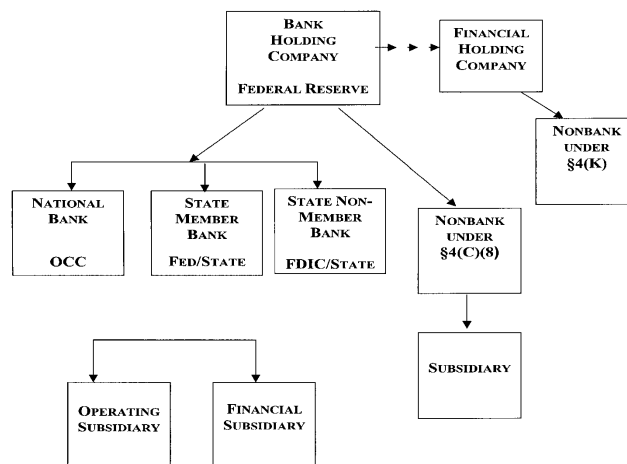 BANK
HOLDING
COMPANY
FEDERAL RESERVE
FINANCIAL
HOLDING
COMPANY
NONBANK
UNDER
§4(K)
NATIONAL
BANK
OCC
STATE
MEMBER
BANK
FED/STATE
STATE NON-
MEMBER
BANK
FDIC/STATE
NONBANK
UNDER
§4(C)(8)
SUBSIDIARY
OPERATING
SUBSIDIARY
FINANCIAL
SUBSIDIARY